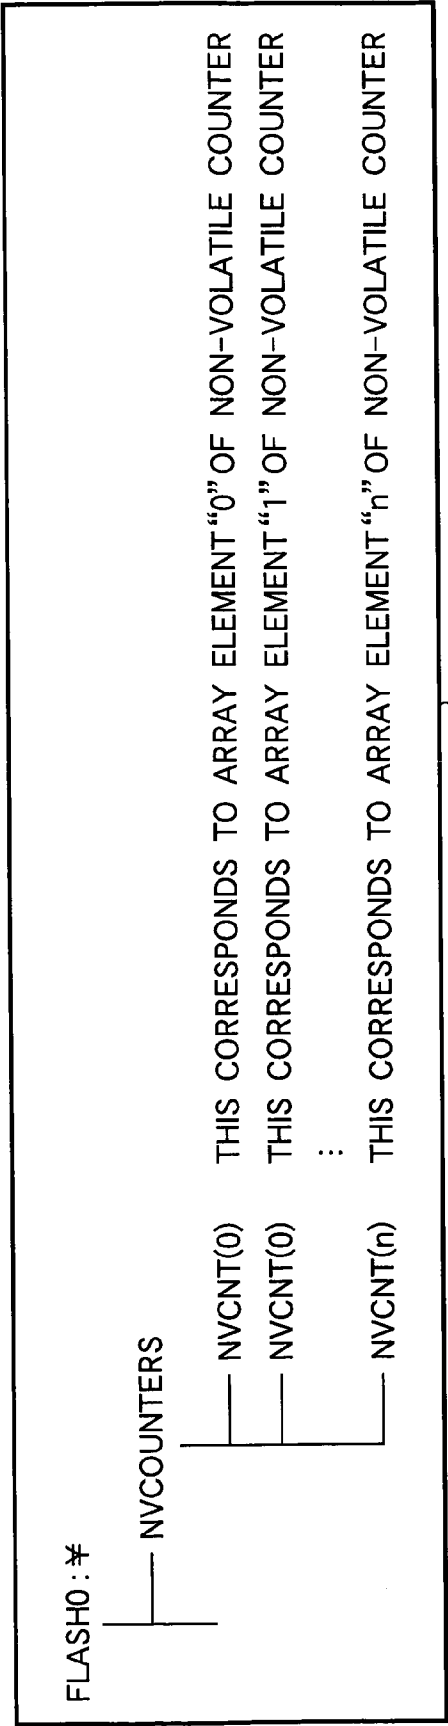 FLASH0:¥
NVCOUNTERS
NVCNT(0) THIS CORRESPONDS TO ARRAY ELEMENT“0”OF NON-VOLATILE COUNTER
NVCNT(0) THIS CORRESPONDS TO ARRAY ELEMENT“1”OF NON-VOLATILE COUNTER
⋮
NVCNT(n) THIS CORRESPONDS TO ARRAY ELEMENT“n”OF NON-VOLATILE COUNTER